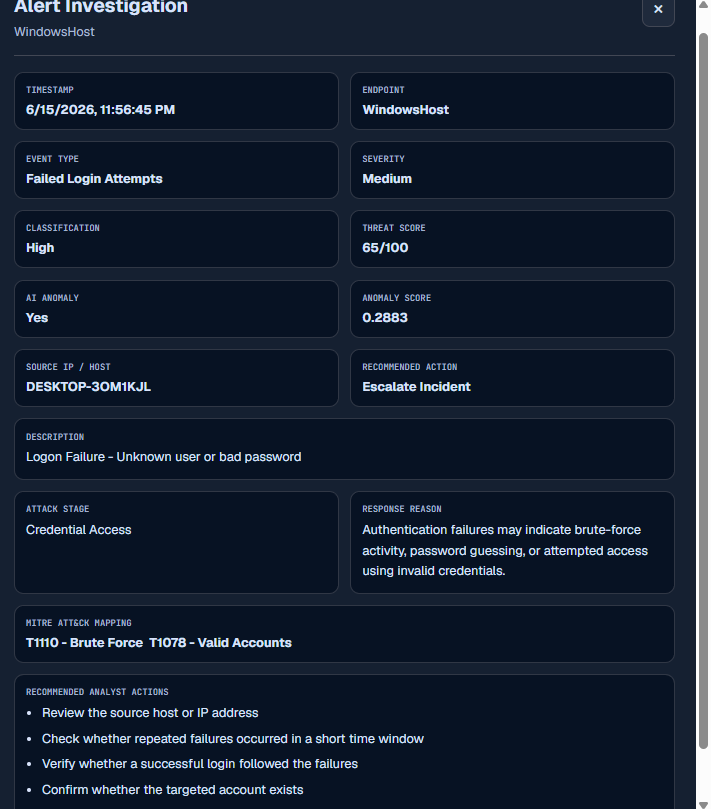 Alert Investigation
WindowsHost
×
TIMESTAMP
6/15/2026, 11:56:45 PM
ENDPOINT
WindowsHost
EVENT TYPE
Failed Login Attempts
SEVERITY
Medium
CLASSIFICATION
High
THREAT SCORE
65/100
AI ANOMALY
Yes
ANOMALY SCORE
0.2883
SOURCE IP / HOST
DESKTOP-3OM1KJL
RECOMMENDED ACTION
Escalate Incident
DESCRIPTION
Logon Failure - Unknown user or bad password
ATTACK STAGE
Credential Access
RESPONSE REASON
Authentication failures may indicate brute-force
activity, password guessing, or attempted access
using invalid credentials.
MITRE ATT&CK MAPPING
T1110 - Brute Force T1078 - Valid Accounts
RECOMMENDED ANALYST ACTIONS
• Review the source host or IP address
• Check whether repeated failures occurred in a short time window
• Verify whether a successful login followed the failures
• Confirm whether the targeted account exists